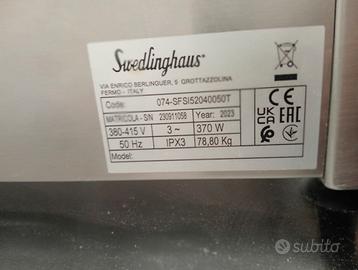 Swedlinghaus®
VIA ENRICO BERLINGUER, 5 GROTTAZZOLINA
FERMO - ITALY
Code: 074-SFSI52040050T
MATRICOLA - S/N 230911058 Year: 2023
380-415 V 3 ~ 370 W
50 Hz IPX3 78,80 Kg
Model:
CE
UK CA EAC
subito